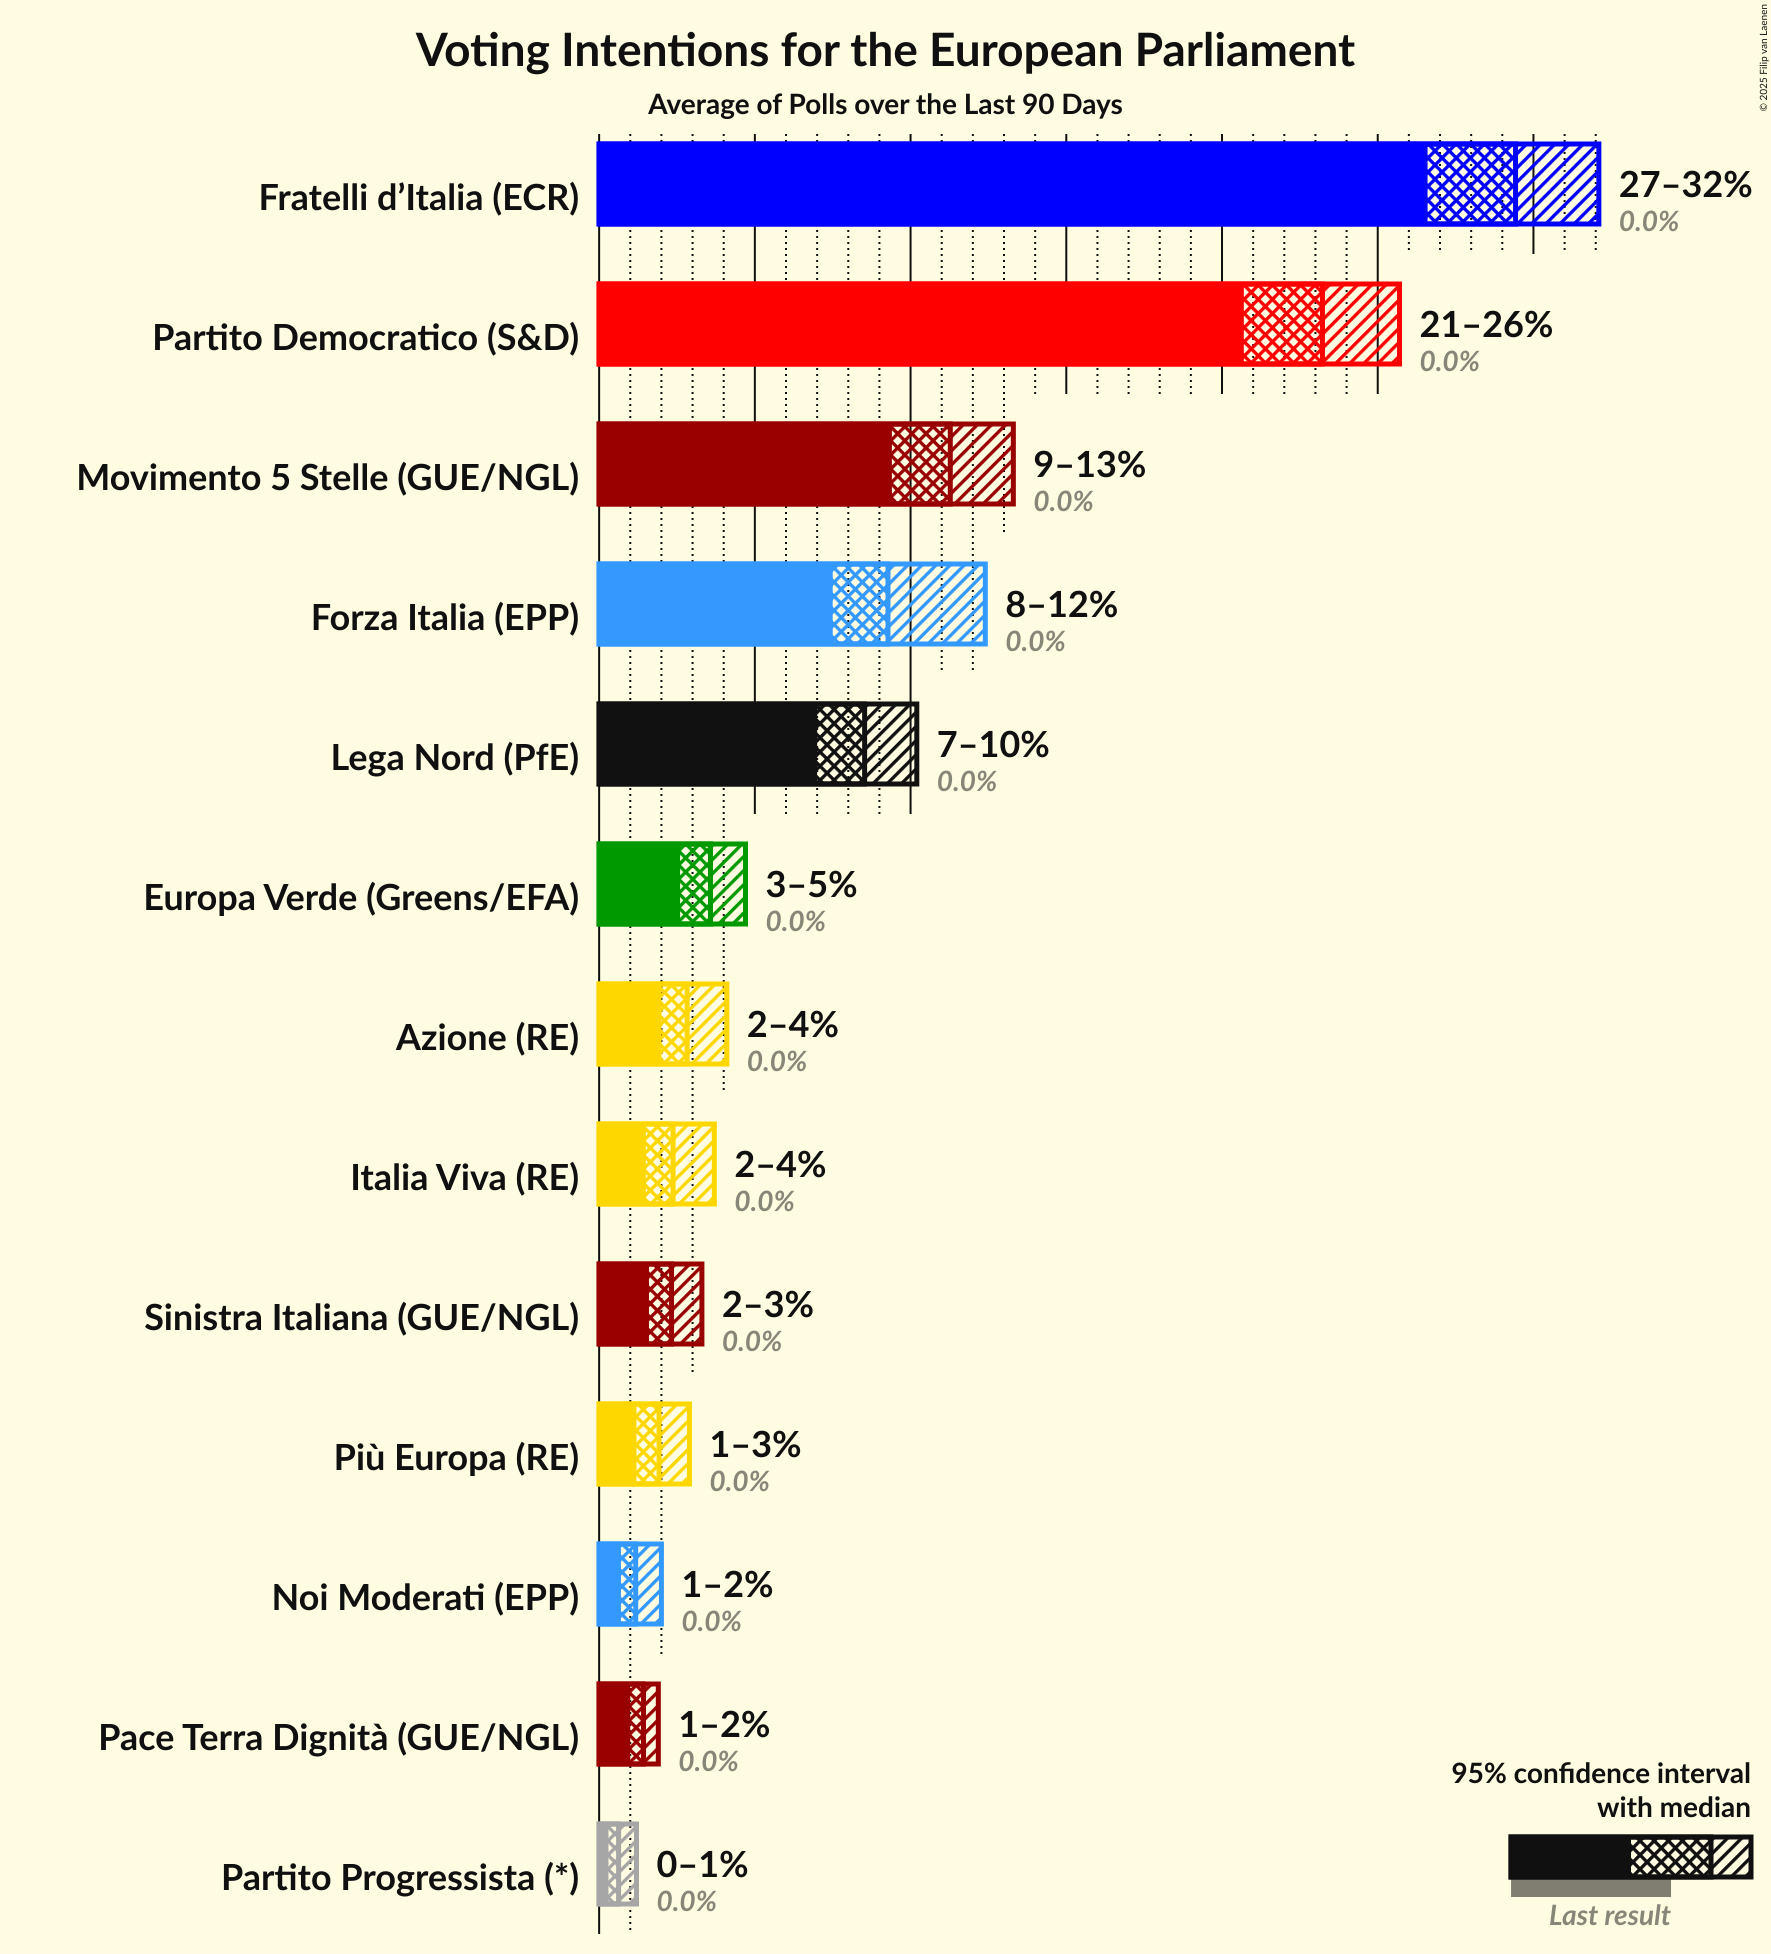 Voting Intentions for the European Parliament
Average of Polls over the Last 90 Days
© 2025 Filip van Laenen
Fratelli d’Italia (ECR)
27–32%
0.0%
Partito Democratico (S&D)
21–26%
0.0%
Movimento 5 Stelle (GUE/NGL)
9–13%
0.0%
Forza Italia (EPP)
8–12%
0.0%
Lega Nord (PfE)
7–10%
0.0%
Europa Verde (Greens/EFA)
3–5%
0.0%
Azione (RE)
2–4%
0.0%
Italia Viva (RE)
2–4%
0.0%
Sinistra Italiana (GUE/NGL)
2–3%
0.0%
Più Europa (RE)
1–3%
0.0%
Noi Moderati (EPP)
1–2%
0.0%
Pace Terra Dignità (GUE/NGL)
1–2%
0.0%
Partito Progressista (*)
0–1%
0.0%
95% confidence interval
with median
Last result